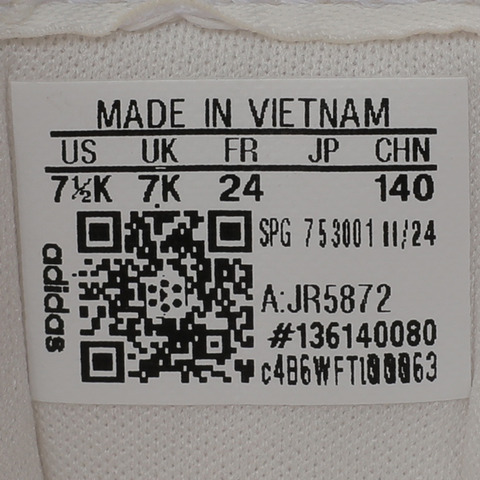 MADE IN VIETNAM
US UK FR JP CHN
7½K 7K 24 140
SPG 753001 11/24
adidas
A:JR5872
#136140080